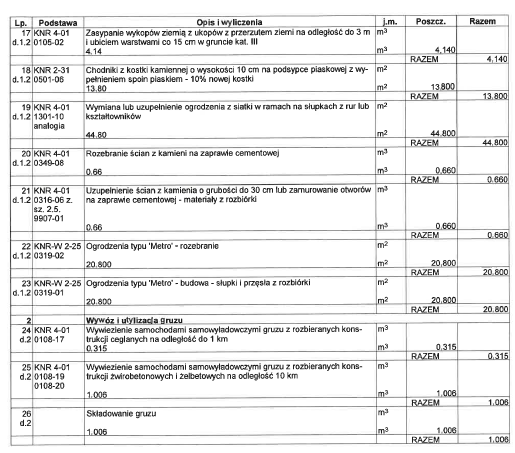 Lp. Podstawa Opis i wyliczenia j.m. Poszcz. Razem
17 KNR 4-01 Zasypanie wykopów ziemią z ukopów z przerzutem ziemi na odległość do 3 m m³
d.1.2 0105-02 i ubiciem warstwami co 15 cm w gruncie kat. III
4.14 m³ 4.140
RAZEM 4.140
18 KNR 2-31 Chodniki z kostki kamiennej o wysokości 10 cm na podsypce piaskowej z wy- m²
d.1.2 0501-06 pełnieniem spoin piaskiem - 10% nowej kostki
13.80 m² 13.800
RAZEM 13.800
19 KNR 4-01 Wymiana lub uzupełnienie ogrodzenia z siatki w ramach na słupkach z rur lub m²
d.1.2 1301-10 kształtowników
analogia
44.80 m² 44.800
RAZEM 44.800
20 KNR 4-01 Rozebranie ścian z kamieni na zaprawie cementowej m³
d.1.2 0349-08
0.66 m³ 0.660
RAZEM 0.660
21 KNR 4-01 Uzupełnienie ścian z kamienia o grubości do 30 cm lub zamurowanie otworów m³
d.1.2 0316-06 z. na zaprawie cementowej - materiały z rozbiórki
sz. 2.5.
9907-01
0.66 m³ 0.660
RAZEM 0.660
22 KNR-W 2-25 Ogrodzenia typu 'Metro' - rozebranie m²
d.1.2 0319-02
20.800 m² 20.800
RAZEM 20.800
23 KNR-W 2-25 Ogrodzenia typu 'Metro' - budowa - słupki i przęsła z rozbiórki m²
d.1.2 0319-01
20.800 m² 20.800
RAZEM 20.800
2 Wywóz i utylizacja gruzu
24 KNR 4-01 Wywiezienie samochodami samowyładowczymi gruzu z rozbieranych kons- m³
d.2 0108-17 trukcji ceglanych na odległość do 1 km
0.315 m³ 0.315
RAZEM 0.315
25 KNR 4-01 Wywiezienie samochodami samowyładowczymi gruzu z rozbieranych kons- m³
d.2 0108-19 trukcji żwirobetonowych i żelbetowych na odległość 10 km
0108-20
1.006 m³ 1.006
RAZEM 1.006
26 Składowanie gruzu m³
d.2
1.006 m³ 1.006
RAZEM 1.006